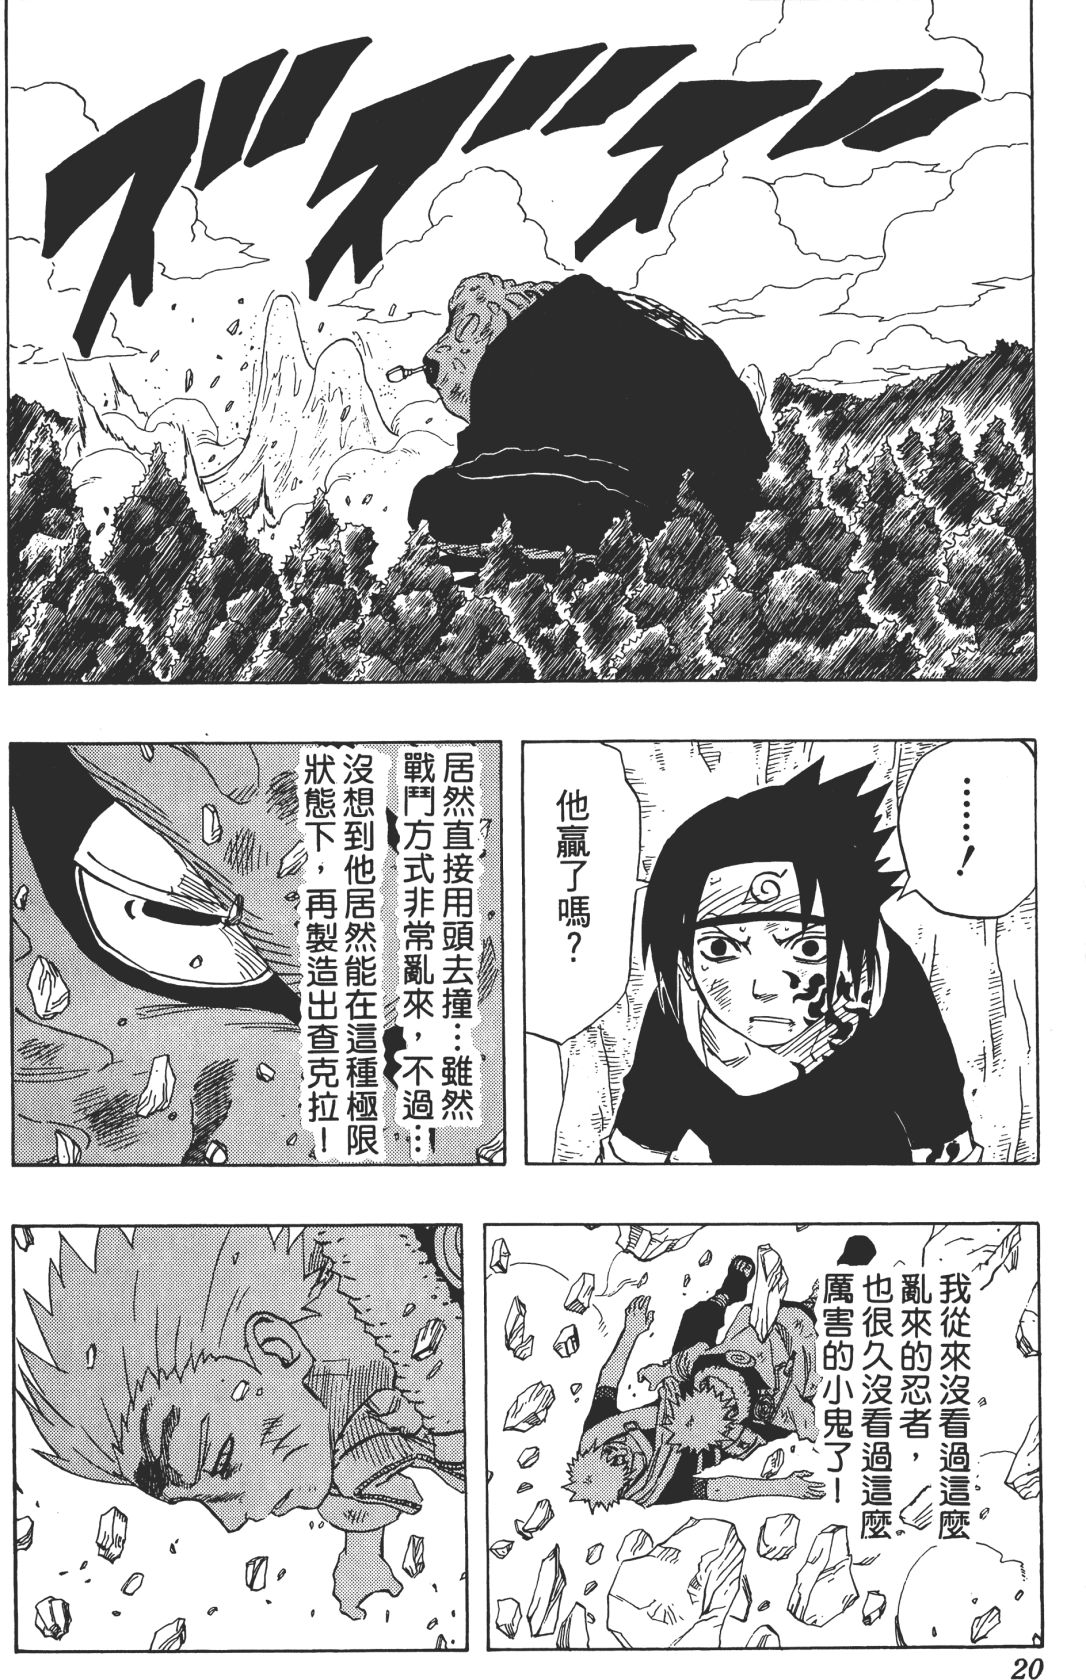 ズズズ
……！
他贏了嗎？
居然直接用頭去撞…雖然
戰鬥方式非常亂來，不過…
沒想到他居然能在這種極限
狀態下，再製造出查克拉！
我從來沒看過這麼
亂來的忍者，
也很久沒看過這麼
厲害的小鬼了！
20